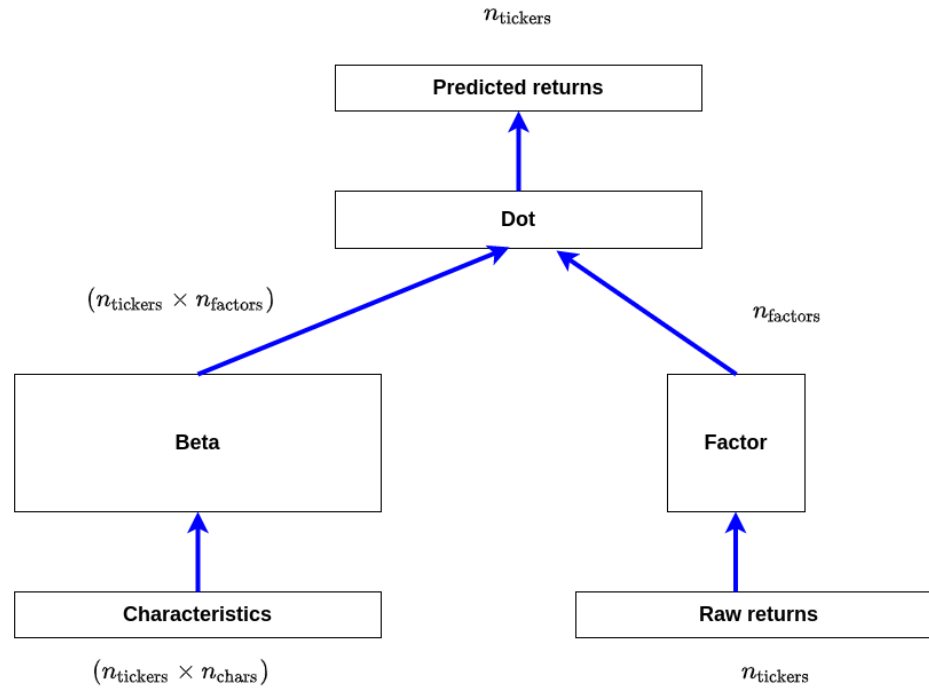 n_tickers
Predicted returns
Dot
(n_tickers × n_factors)
n_factors
Beta
Factor
Characteristics
Raw returns
(n_tickers × n_chars)
n_tickers